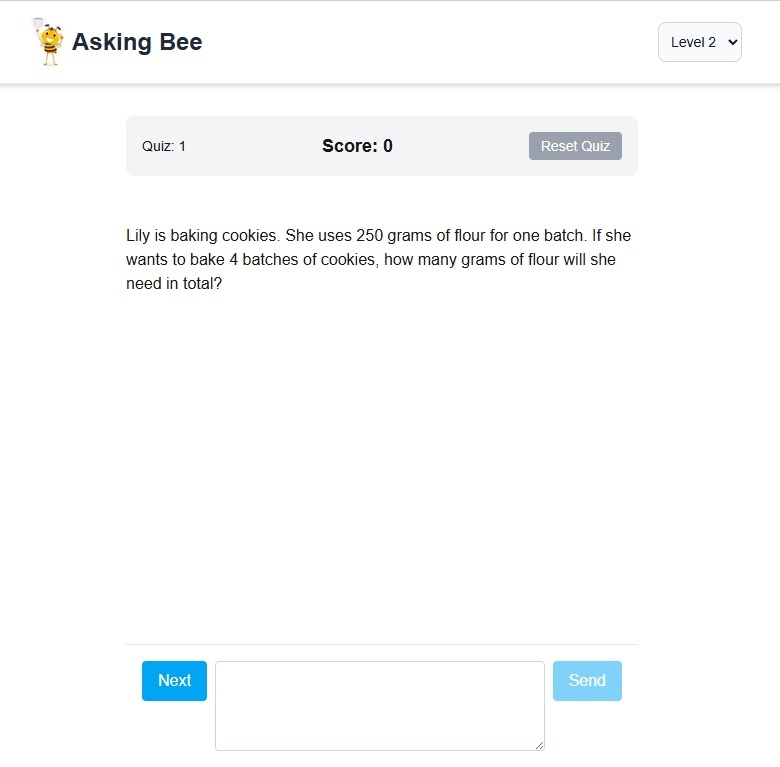 Asking Bee
Level 2
Quiz: 1
Score: 0
Reset Quiz
Lily is baking cookies. She uses 250 grams of flour for one batch. If she
wants to bake 4 batches of cookies, how many grams of flour will she
need in total?
Next
Send